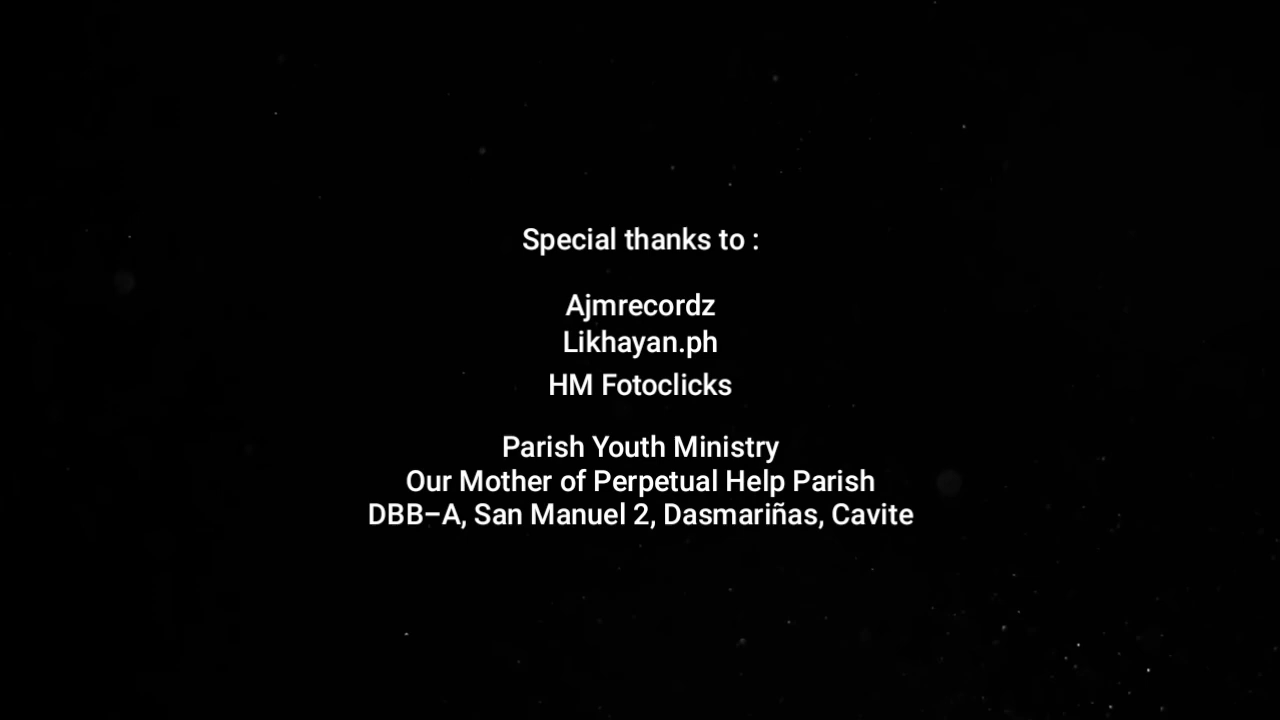 Special thanks to :
Ajmrecordz
Likhayan.ph
HM Fotoclicks
Parish Youth Ministry
Our Mother of Perpetual Help Parish
DBB–A, San Manuel 2, Dasmariñas, Cavite